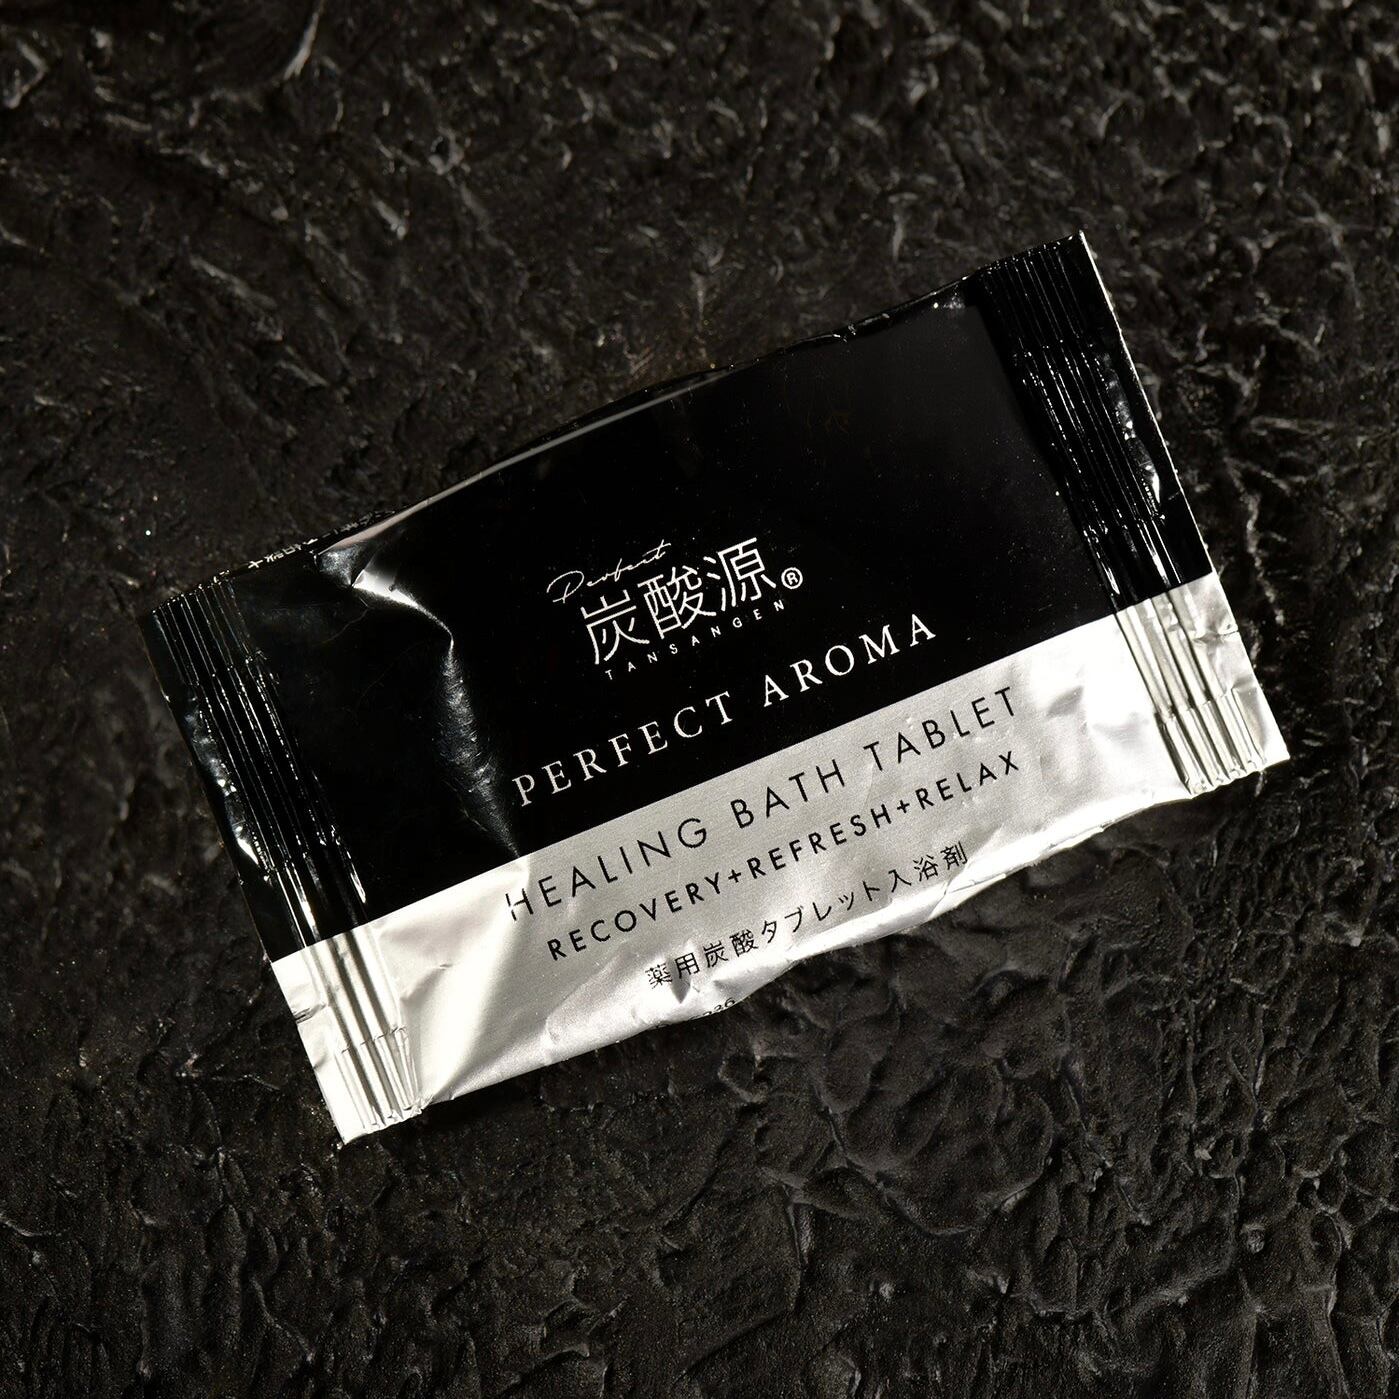 Perfect
炭酸源®
TANSANGEN
PERFECT AROMA
HEALING BATH TABLET
RECOVERY+REFRESH+RELAX
薬用炭酸タブレット入浴剤